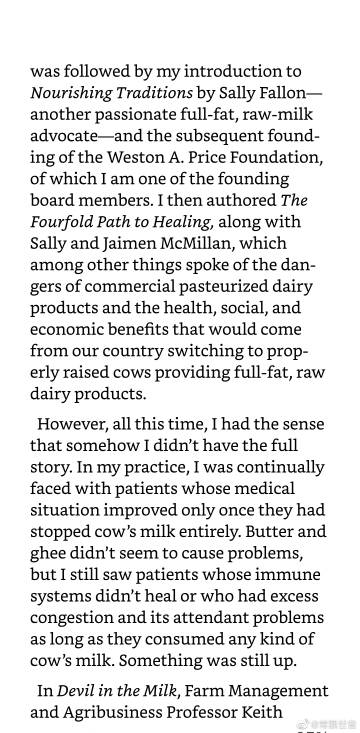 was followed by my introduction to
Nourishing Traditions by Sally Fallon—
another passionate full-fat, raw-milk
advocate—and the subsequent found-
ing of the Weston A. Price Foundation,
of which I am one of the founding
board members. I then authored The
Fourfold Path to Healing, along with
Sally and Jaimen McMillan, which
among other things spoke of the dan-
gers of commercial pasteurized dairy
products and the health, social, and
economic benefits that would come
from our country switching to prop-
erly raised cows providing full-fat, raw
dairy products.
However, all this time, I had the sense
that somehow I didn't have the full
story. In my practice, I was continually
faced with patients whose medical
situation improved only once they had
stopped cow's milk entirely. Butter and
ghee didn't seem to cause problems,
but I still saw patients whose immune
systems didn't heal or who had excess
congestion and its attendant problems
as long as they consumed any kind of
cow's milk. Something was still up.
In Devil in the Milk, Farm Management
and Agribusiness Professor Keith